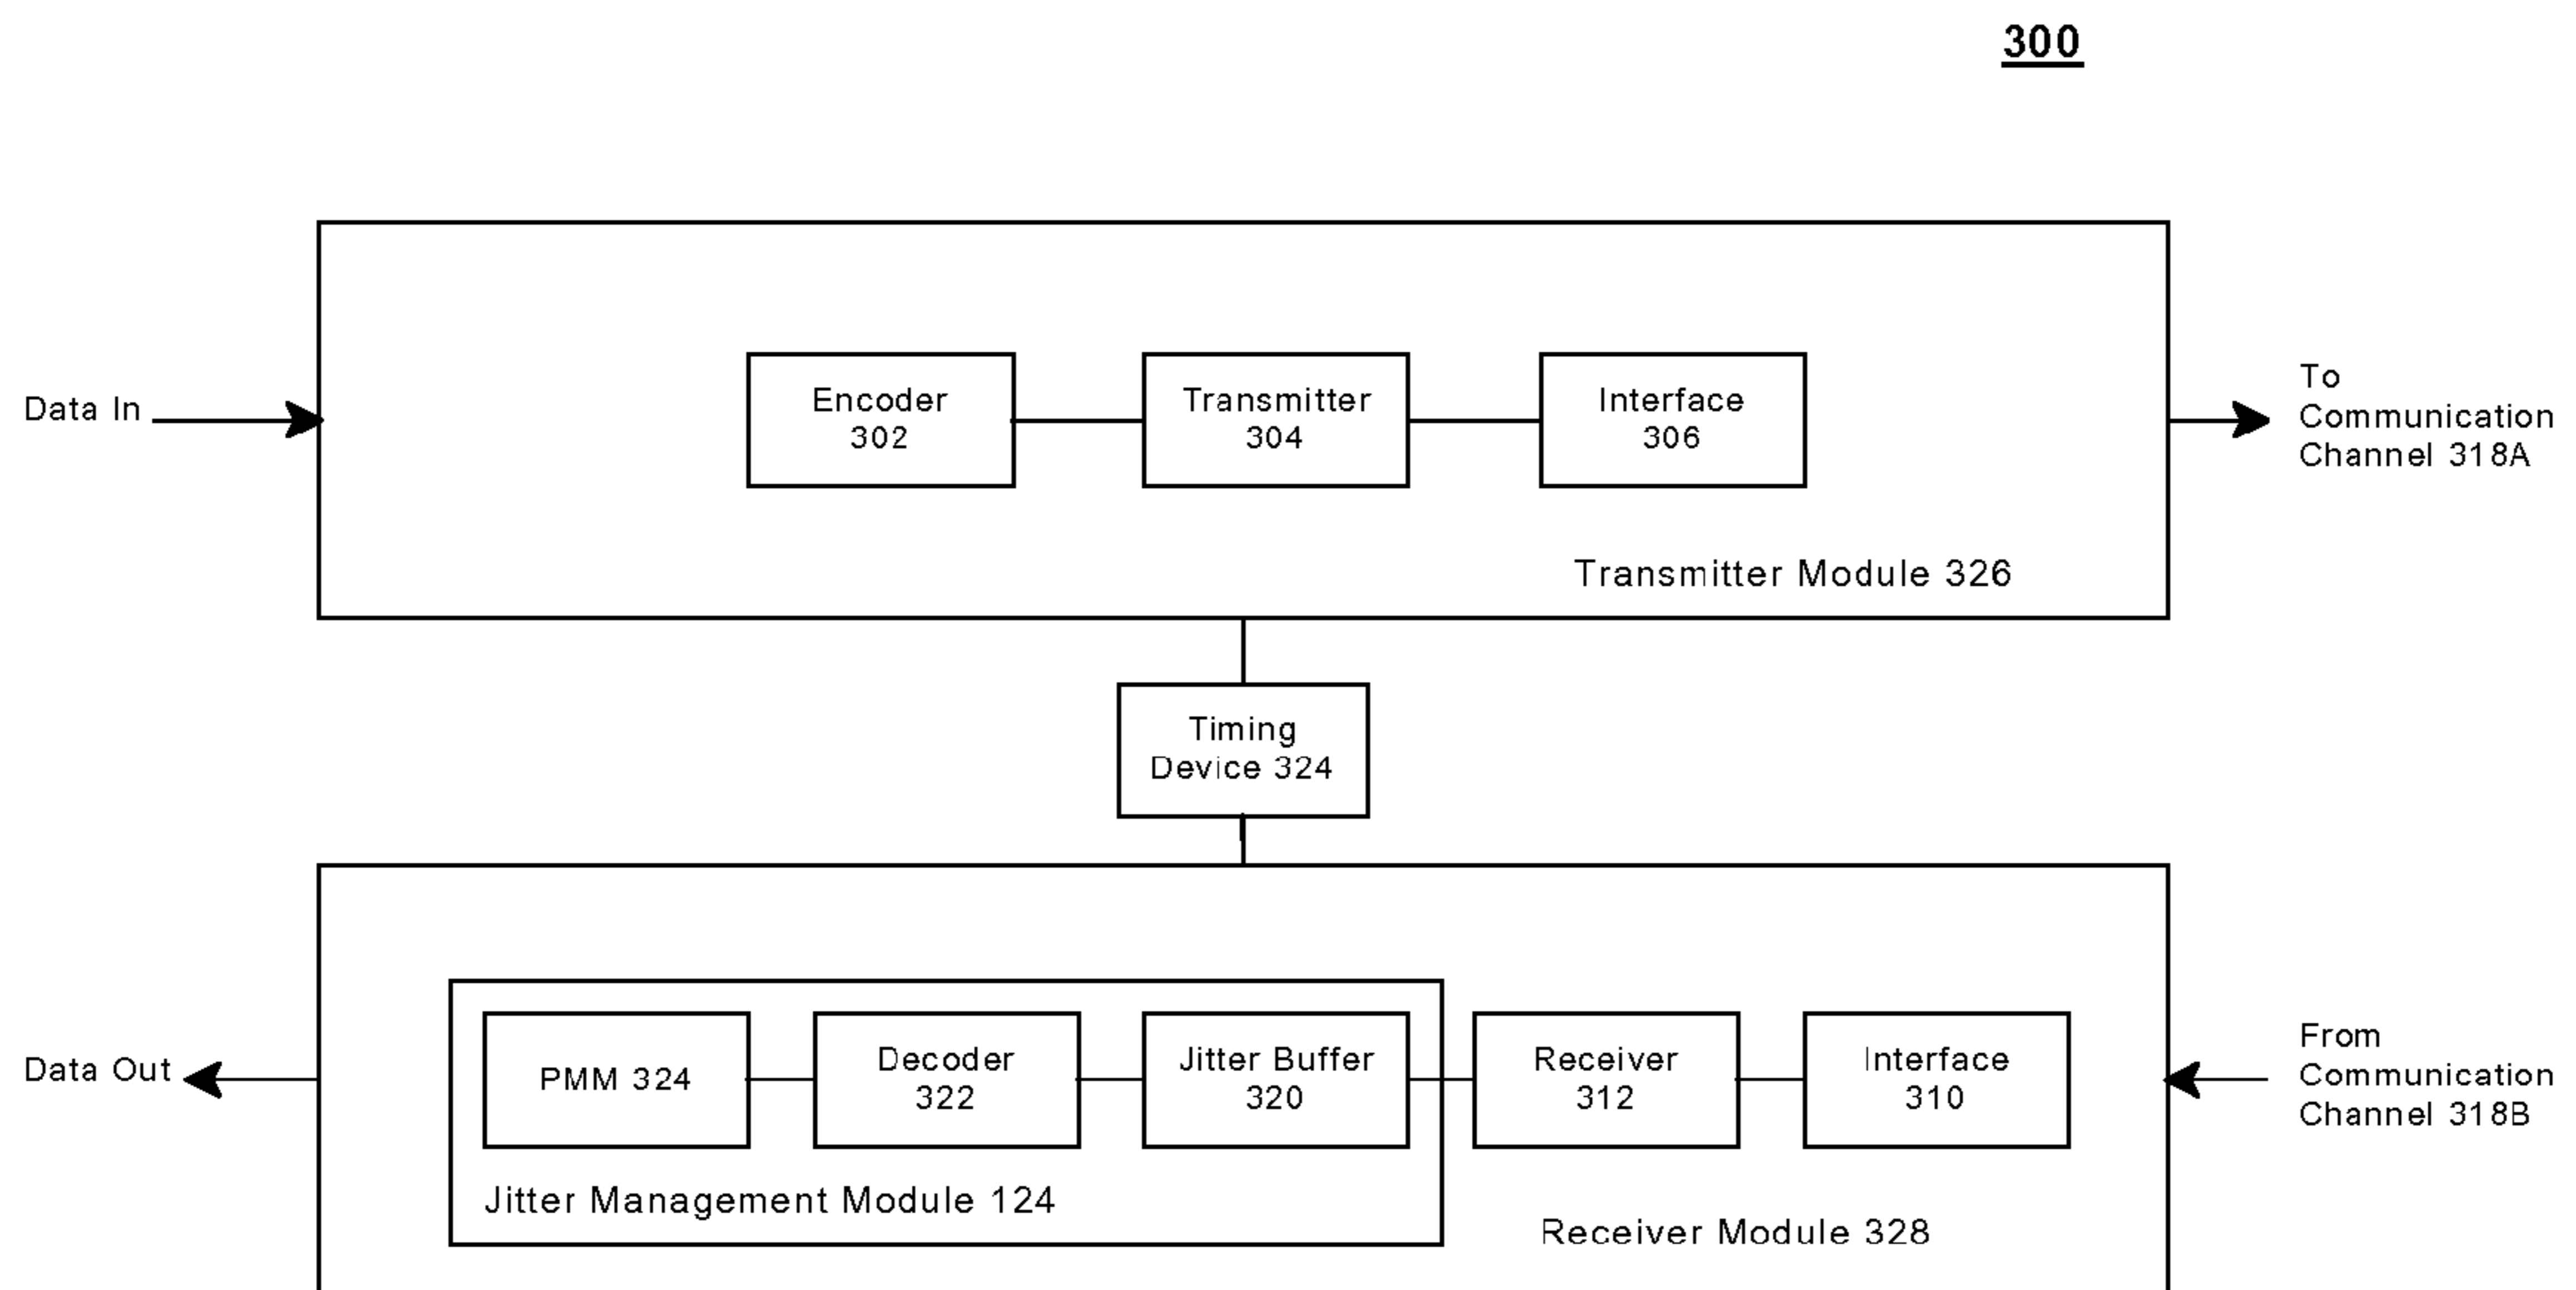 300
Data In
Encoder
302
Transmitter
304
Interface
306
To
Communication
Channel 318A
Transmitter Module 326
Timing
Device 324
Data Out
PMM 324
Decoder
322
Jitter Buffer
320
Receiver
312
Interface
310
From
Communication
Channel 318B
Jitter Management Module 124
Receiver Module 328